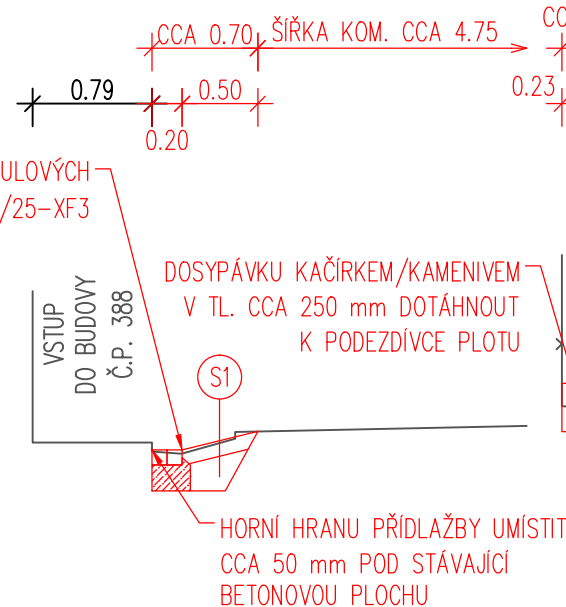 CC
CCA 0.70
ŠÍŘKA KOM. CCA 4.75
0.79
0.50
0.23
0.20
ULOVÝCH
/25-XF3
DOSYPÁVKU KAČÍRKEM/KAMENIVEM
V TL. CCA 250 mm DOTÁHNOUT
K PODEZDÍVCE PLOTU
VSTUP
DO BUDOVY
Č.P. 388
S1
HORNÍ HRANU PŘÍDLAŽBY UMÍSTIT
CCA 50 mm POD STÁVAJÍCÍ
BETONOVOU PLOCHU